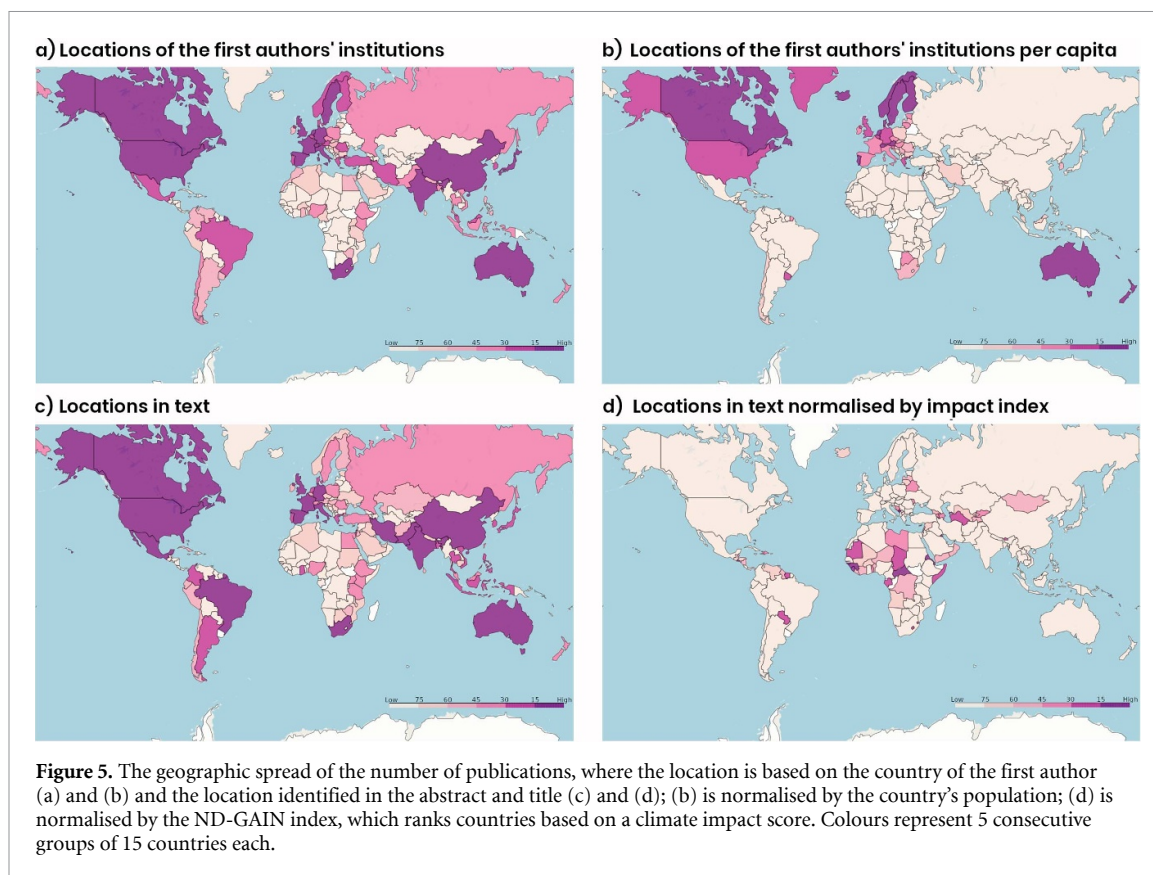 a) Locations of the first authors' institutions
b) Locations of the first authors' institutions per capita
Low 75 60 45 30 15 High
Low 75 60 45 30 15 High
c) Locations in text
d) Locations in text normalised by impact index
Low 75 60 45 30 15 High
Low 75 60 45 30 15 High
Figure 5. The geographic spread of the number of publications, where the location is based on the country of the first author
(a) and (b) and the location identified in the abstract and title (c) and (d); (b) is normalised by the country's population; (d) is
normalised by the ND-GAIN index, which ranks countries based on a climate impact score. Colours represent 5 consecutive
groups of 15 countries each.